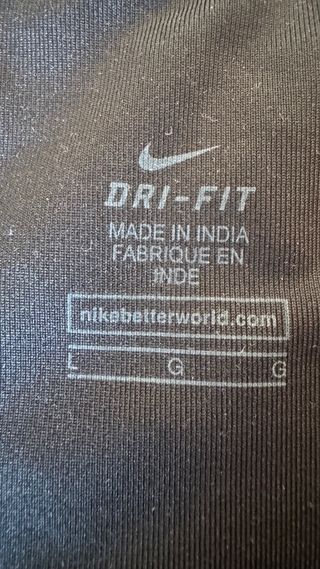 DRI-FIT
MADE IN INDIA
FABRIQUE EN
INDE
nikebetterworld.com
L G G